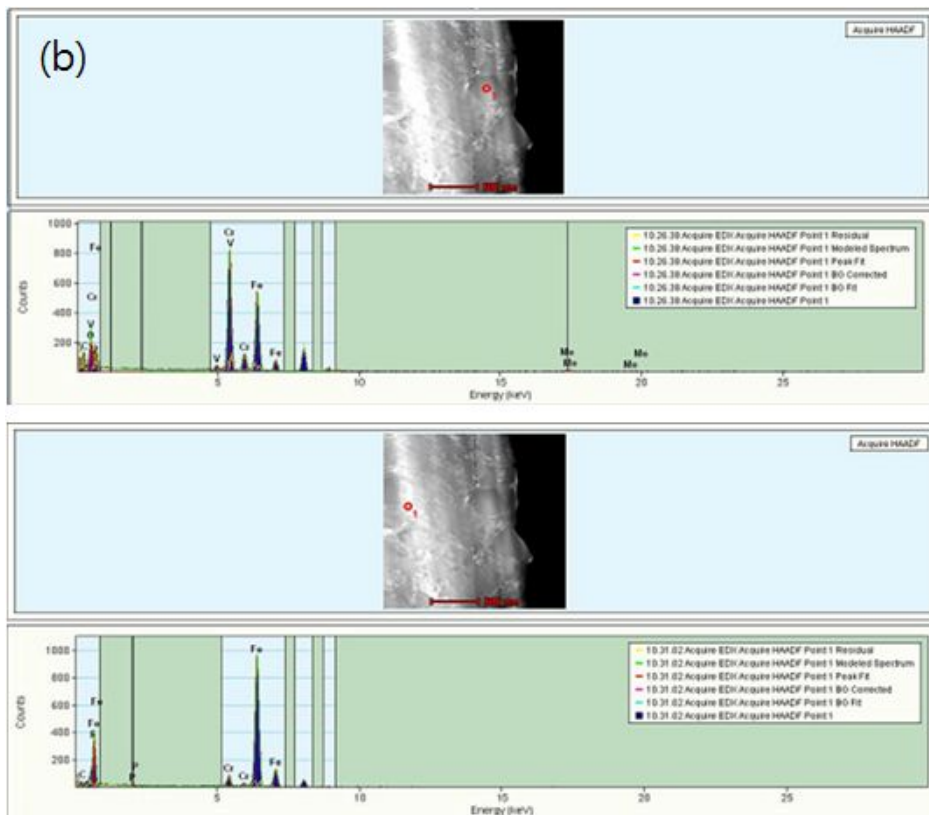 (b)
Acquire HAADF
1
1000
800
600
400
200
Counts
Fe
Cr
V
C
Cr
V
V
Cr
Fe
Fe
Mo
Mo
Mo
Mo
10.26.38 Acquire EDX Acquire HAADF Point 1 Residual
10.26.38 Acquire EDX Acquire HAADF Point 1 Modeled Spectrum
10.26.38 Acquire EDX Acquire HAADF Point 1 Peak Fit
10.26.38 Acquire EDX Acquire HAADF Point 1 BG Corrected
10.26.38 Acquire EDX Acquire HAADF Point 1 BG Fit
10.26.38 Acquire EDX Acquire HAADF Point 1
5
10
15
20
25
Energy (keV)
Acquire HAADF
1
1000
800
600
400
200
Counts
Fe
Fe
C
P
P
Cr
Cr
Fe
Fe
10.31.02 Acquire EDX Acquire HAADF Point 1 Residual
10.31.02 Acquire EDX Acquire HAADF Point 1 Modeled Spectrum
10.31.02 Acquire EDX Acquire HAADF Point 1 Peak Fit
10.31.02 Acquire EDX Acquire HAADF Point 1 BG Corrected
10.31.02 Acquire EDX Acquire HAADF Point 1 BG Fit
10.31.02 Acquire EDX Acquire HAADF Point 1
5
10
15
20
25
Energy (keV)